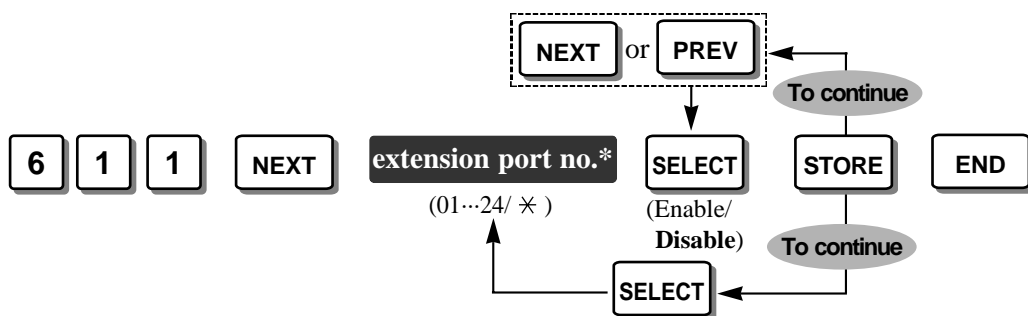 NEXT or PREV
To continue
6 1 1 NEXT extension port no.* SELECT STORE END
(01···24/ ✳ )
(Enable/
Disable)
To continue
SELECT